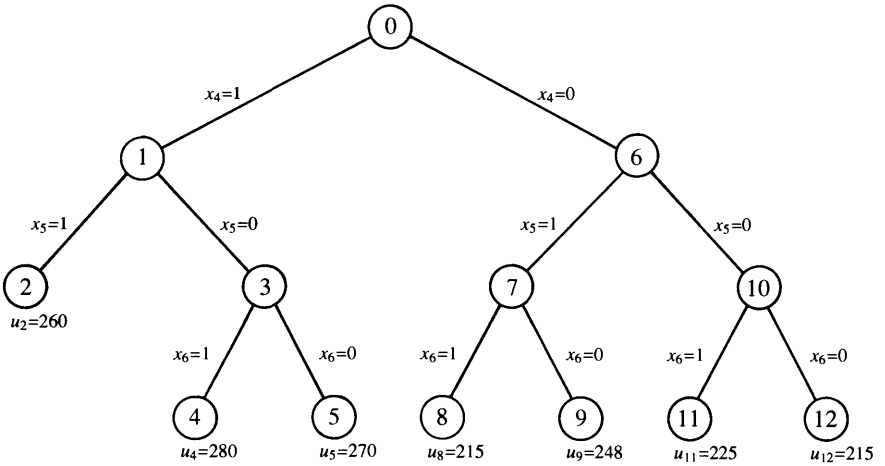 0
x₄=1
x₄=0
1
6
x₅=1
x₅=0
x₅=1
x₅=0
2
3
7
10
u₂=260
x₆=1
x₆=0
x₆=1
x₆=0
x₆=1
x₆=0
4
5
8
9
11
12
u₄=280
u₅=270
u₈=215
u₉=248
u₁₁=225
u₁₂=215